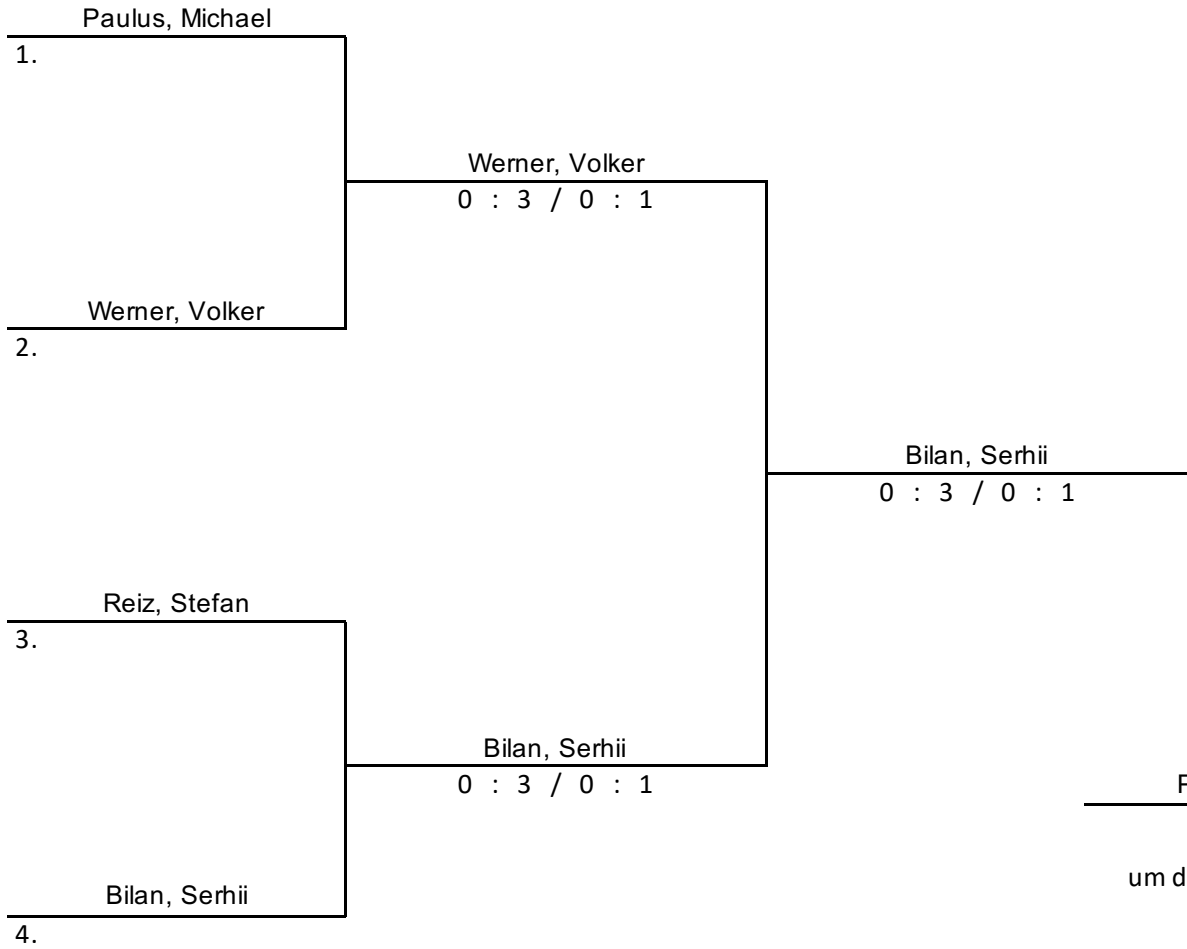 Paulus, Michael
1.
Werner, Volker
0 : 3 / 0 : 1
Werner, Volker
2.
Bilan, Serhii
0 : 3 / 0 : 1
Reiz, Stefan
3.
Bilan, Serhii
0 : 3 / 0 : 1
um d
Bilan, Serhii
4.